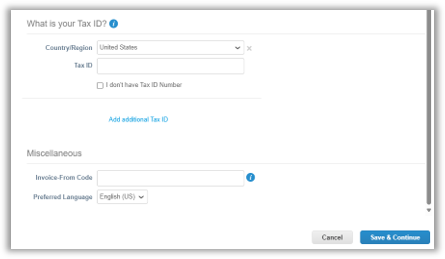 What is your Tax ID?
Country/Region United States
Tax ID
I don't have Tax ID Number
Add additional Tax ID
Miscellaneous
Invoice-From Code
Preferred Language English (US)
Cancel Save & Continue